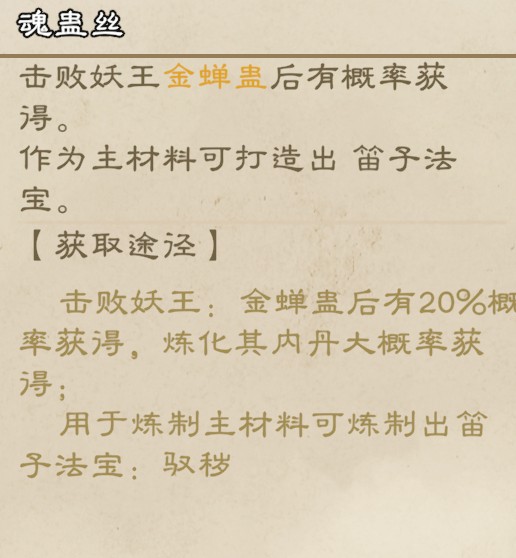 魂蛊丝
击败妖王金蝉蛊后有概率获
得。
作为主材料可打造出 笛子法
宝。
【获取途径】
击败妖王：金蝉蛊后有20%概
率获得，炼化其内丹大概率获
得；
用于炼制主材料可炼制出笛
子法宝：驭秽